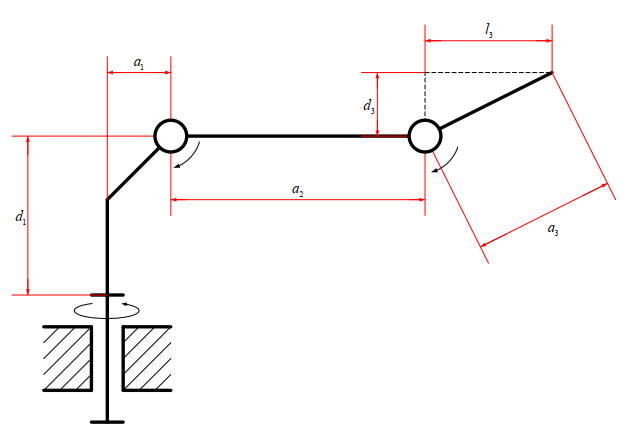 l₃
a₁
d₃
a₂
d₁
a₃